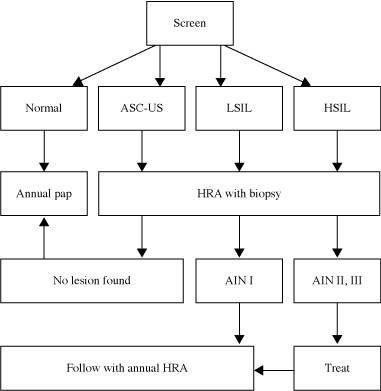 Screen
Normal
ASC-US
LSIL
HSIL
Annual pap
HRA with biopsy
No lesion found
AIN I
AIN II, III
Follow with annual HRA
Treat